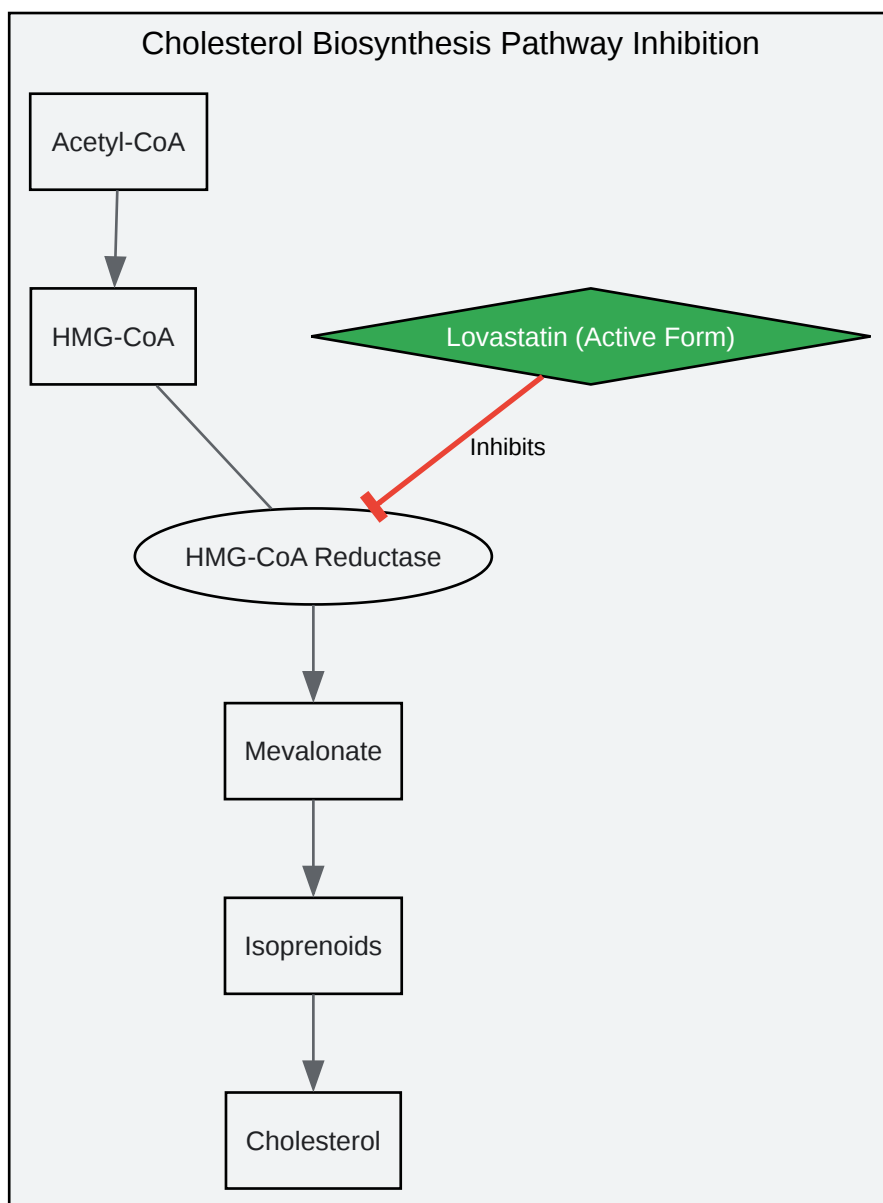 Cholesterol Biosynthesis Pathway Inhibition
Acetyl-CoA
HMG-CoA
Lovastatin (Active Form)
Inhibits
HMG-CoA Reductase
Mevalonate
Isoprenoids
Cholesterol